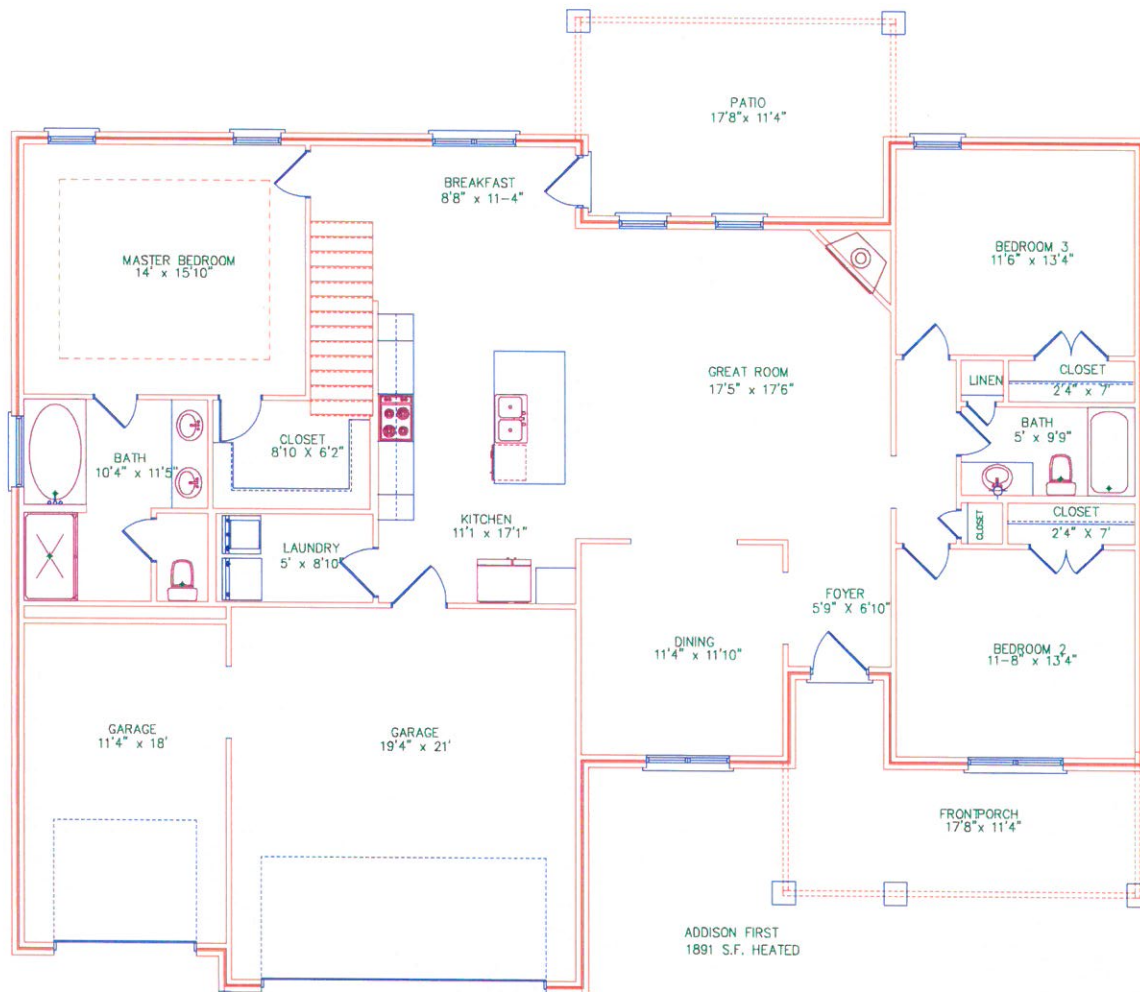 PATIO
17'8"x 11'4"
BREAKFAST
8'8" x 11-4"
MASTER BEDROOM
14' x 15'10"
BEDROOM 3
11'6" x 13'4"
GREAT ROOM
17'5" x 17'6"
LINEN
CLOSET
2'4" x 7'
BATH
5' x 9'9"
CLOSET
8'10 X 6'2"
BATH
10'4" x 11'5"
KITCHEN
11'1 x 17'1"
CLOSET
CLOSET
2'4" x 7'
LAUNDRY
5' x 8'10"
FOYER
5'9" X 6'10"
DINING
11'4" x 11'10"
BEDROOM 2
11-8" x 13'4"
GARAGE
11'4" x 18'
GARAGE
19'4" x 21'
FRONTPORCH
17'8"x 11'4"
ADDISON FIRST
1891 S.F. HEATED